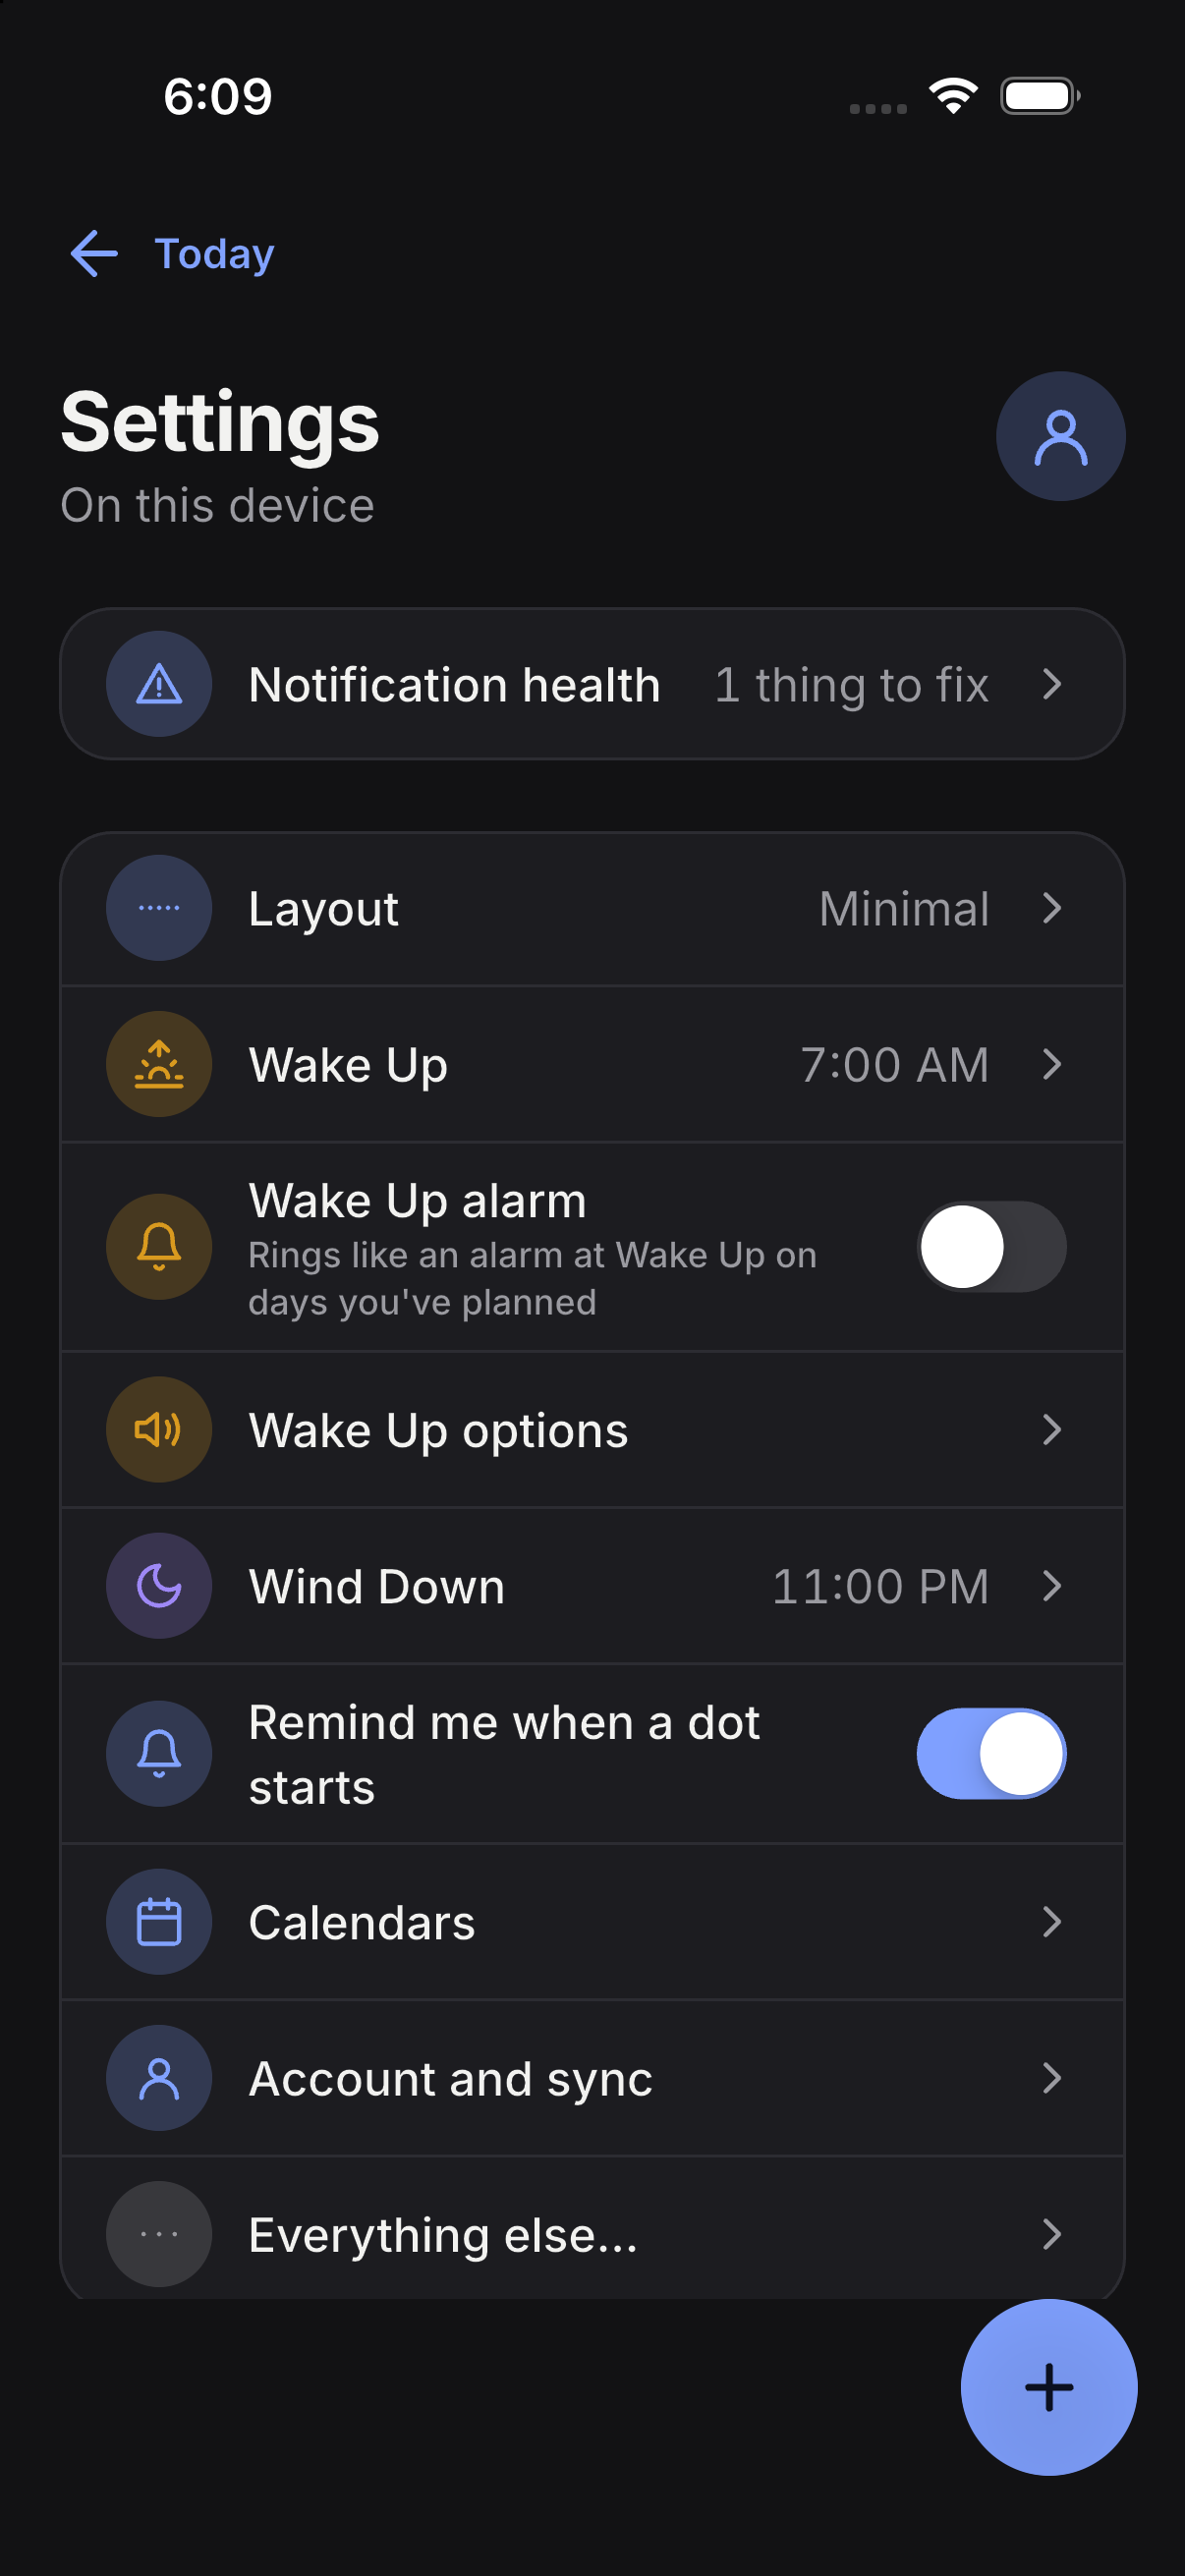 6:09
Today
Settings
On this device
Notification health 1 thing to fix
Layout Minimal
Wake Up 7:00 AM
Wake Up alarm
Rings like an alarm at Wake Up on
days you've planned
Wake Up options
Wind Down 11:00 PM
Remind me when a dot
starts
Calendars
Account and sync
Everything else...